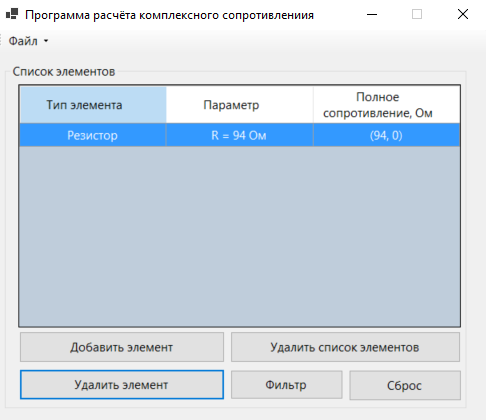 Программа расчёта комплексного сопротивлениия
Файл
Список элементов
Тип элемента
Параметр
Полное
сопротивление, Ом
Резистор
R = 94 Ом
(94, 0)
Добавить элемент
Удалить список элементов
Удалить элемент
Фильтр
Сброс